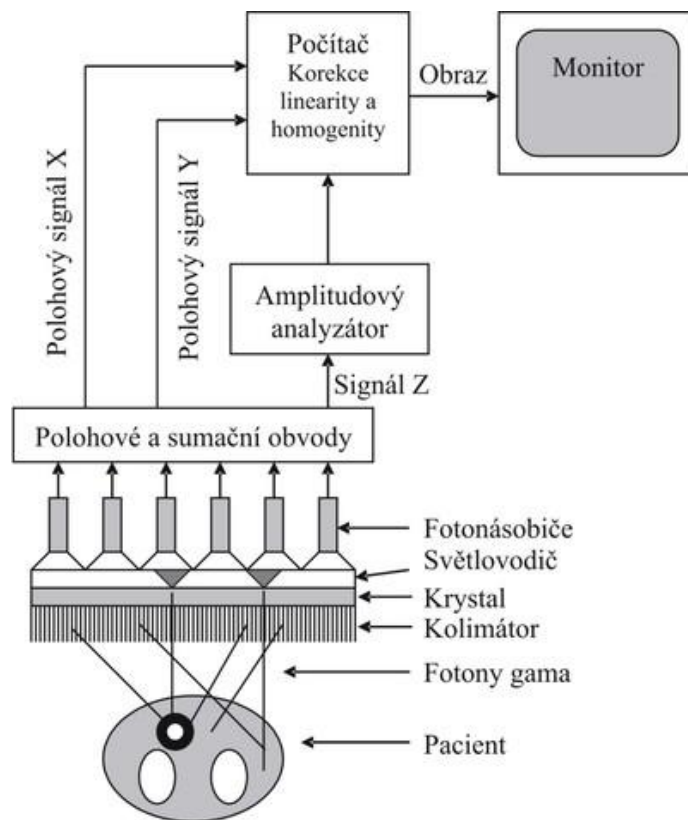 Počítač
Korekce
linearity a
homogenity
Obraz
Monitor
Polohový signál X
Polohový signál Y
Amplitudový
analyzátor
Signál Z
Polohové a sumační obvody
Fotonásobiče
Světlovodič
Krystal
Kolimátor
Fotony gama
Pacient